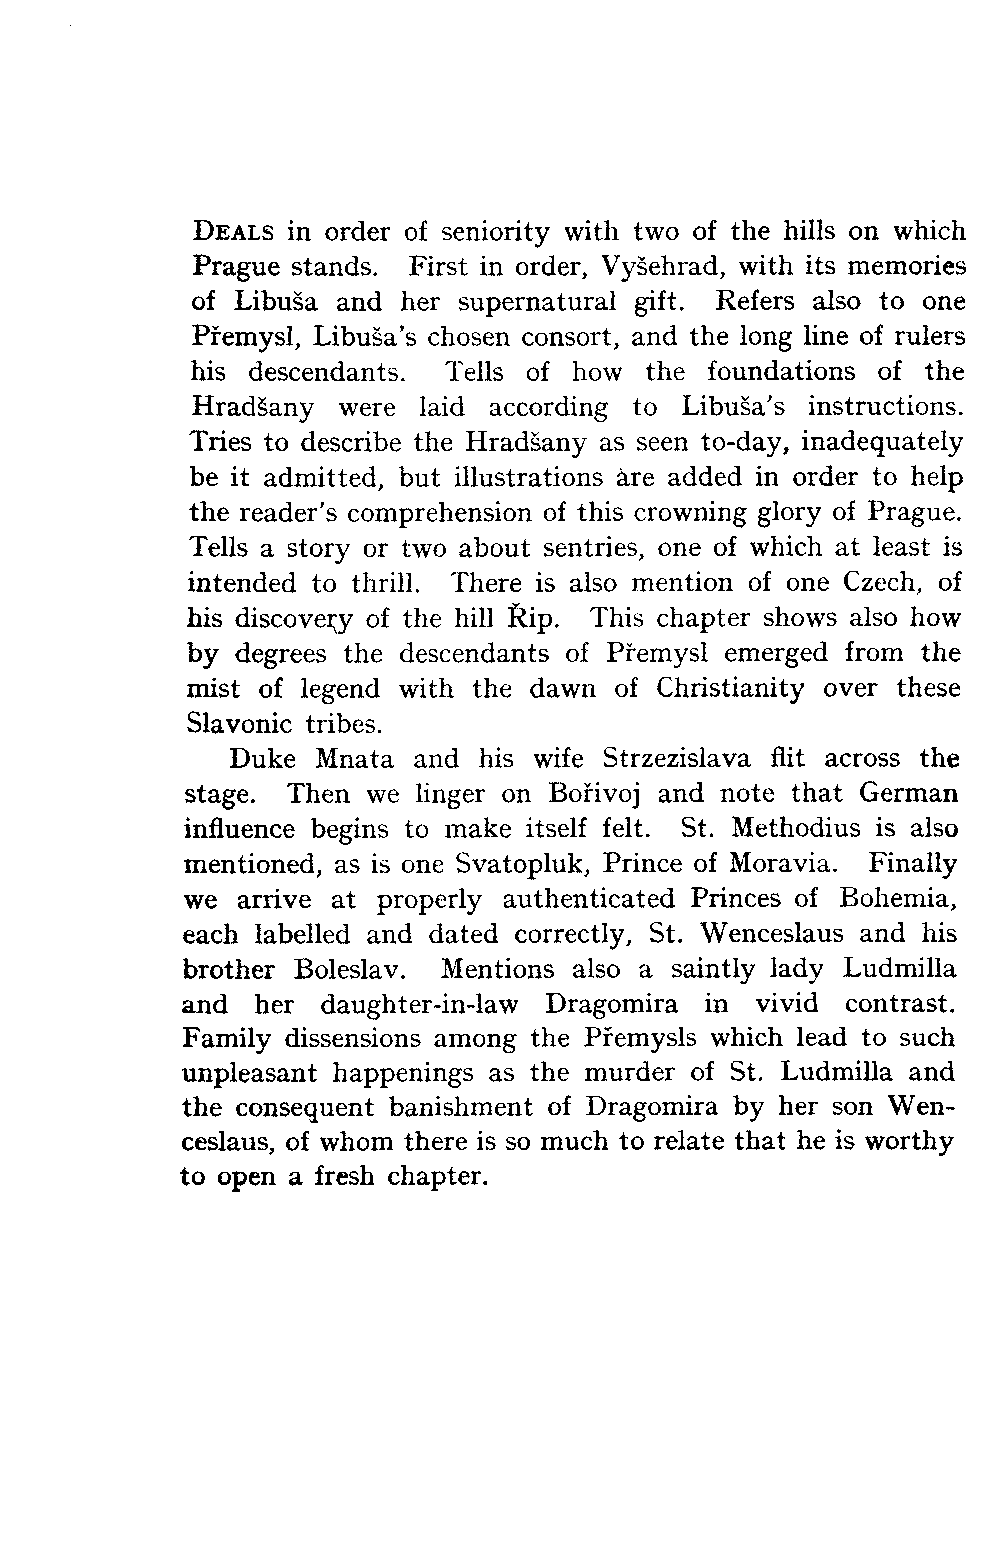 DEALS in order of seniority with two of the hills on which
Prague stands. First in order, Vyšehrad, with its memories
of Libuša and her supernatural gift. Refers also to one
Přemysl, Libuša's chosen consort, and the long line of rulers
his descendants. Tells of how the foundations of the
Hradšany were laid according to Libuša's instructions.
Tries to describe the Hradšany as seen to-day, inadequately
be it admitted, but illustrations are added in order to help
the reader's comprehension of this crowning glory of Prague.
Tells a story or two about sentries, one of which at least is
intended to thrill. There is also mention of one Czech, of
his discovery of the hill Řip. This chapter shows also how
by degrees the descendants of Přemysl emerged from the
mist of legend with the dawn of Christianity over these
Slavonic tribes.
Duke Mnata and his wife Strzezislava flit across the
stage. Then we linger on Bořivoj and note that German
influence begins to make itself felt. St. Methodius is also
mentioned, as is one Svatopluk, Prince of Moravia. Finally
we arrive at properly authenticated Princes of Bohemia,
each labelled and dated correctly, St. Wenceslaus and his
brother Boleslav. Mentions also a saintly lady Ludmilla
and her daughter-in-law Dragomira in vivid contrast.
Family dissensions among the Přemysls which lead to such
unpleasant happenings as the murder of St. Ludmilla and
the consequent banishment of Dragomira by her son Wen-
ceslaus, of whom there is so much to relate that he is worthy
to open a fresh chapter.